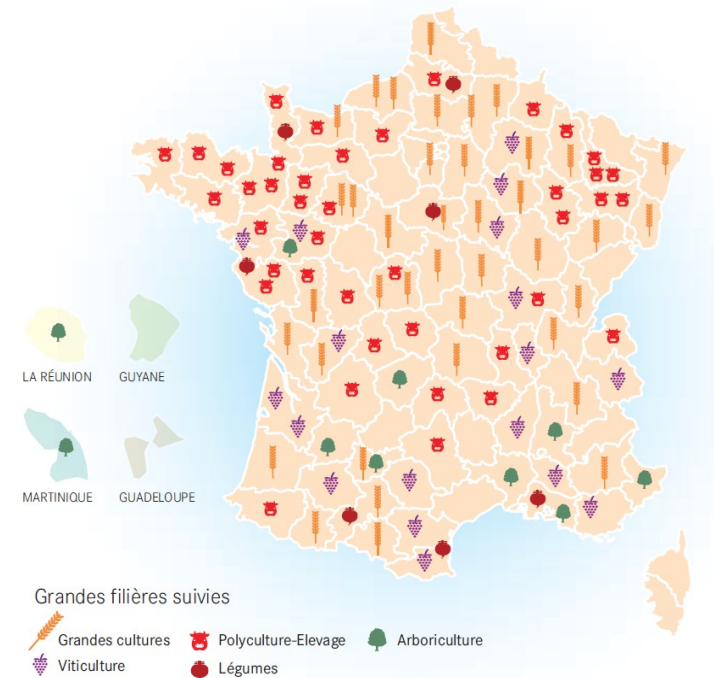 LA RÉUNION
GUYANE
MARTINIQUE
GUADELOUPE
Grandes filières suivies
Grandes cultures
Polyculture-Elevage
Arboriculture
Viticulture
Légumes